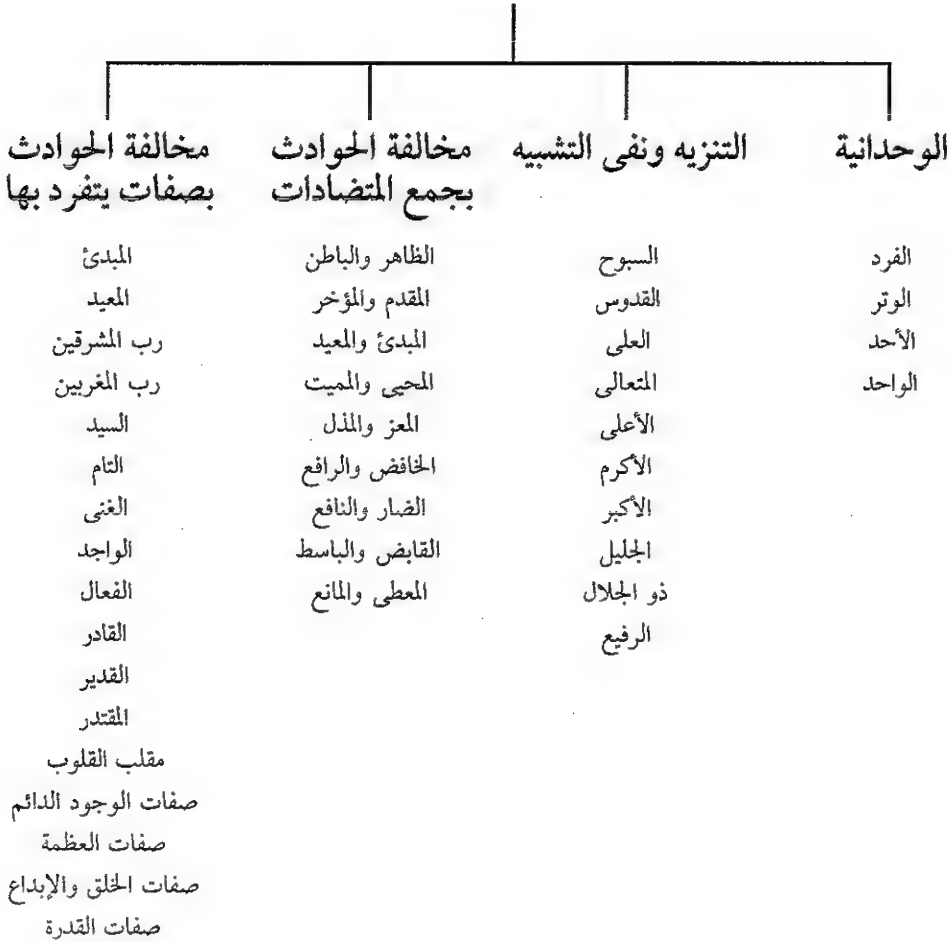 الوحدانية
الفرد
الوتر
الأحد
الواحد
التنزيه ونفى التشبيه
السبوح
القدوس
العلى
المتعالى
الأعلى
الأكرم
الأكبر
الجليل
ذو الجلال
الرفيع
مخالفة الحوادث
بجمع المتضادات
الظاهر والباطن
المقدم والمؤخر
المبدئ والمعيد
المحيى والمميت
المعز والمذل
الخافض والرافع
الضار والنافع
القابض والباسط
المعطى والمانع
مخالفة الحوادث
بصفات يتفرد بها
المبدئ
المعيد
رب المشرقين
رب المغربين
السيد
التام
الغنى
الواجد
الفعال
القادر
القدير
المقتدر
مقلب القلوب
صفات الوجود الدائم
صفات العظمة
صفات الخلق والإبداع
صفات القدرة